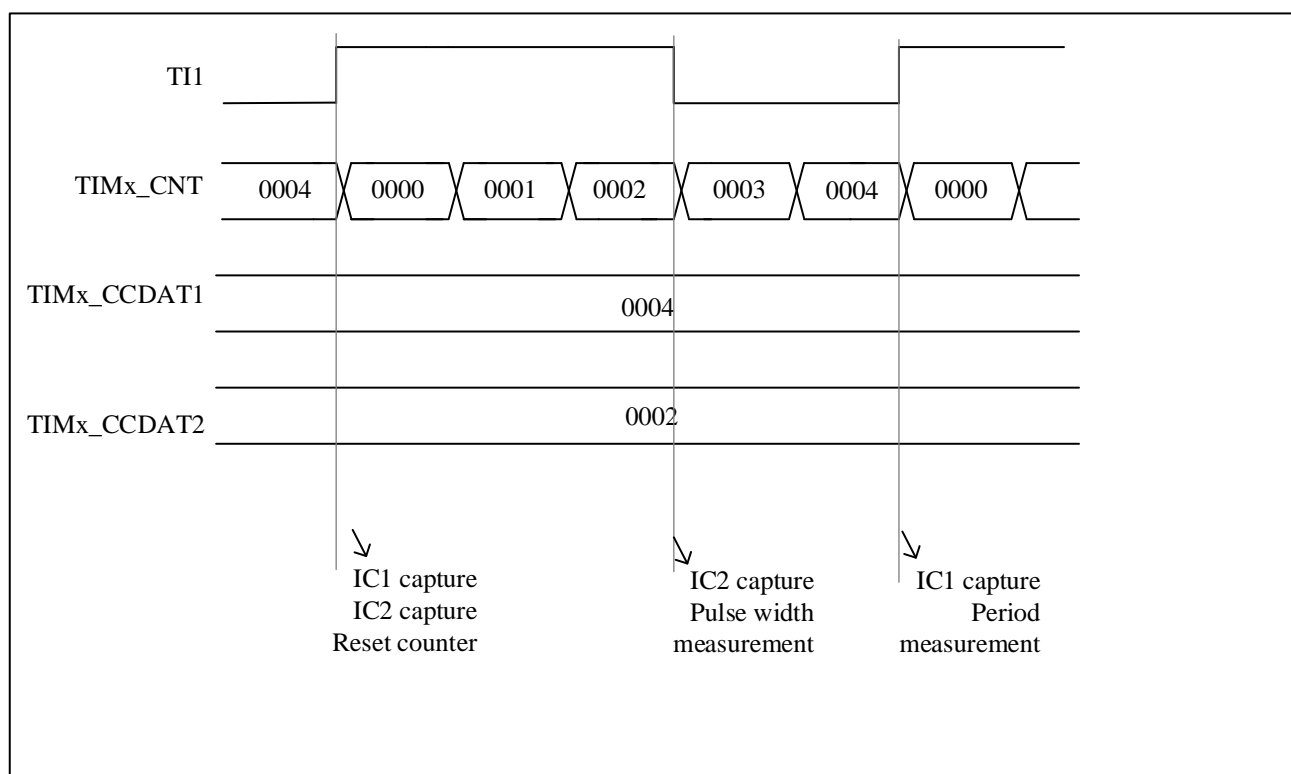 TI1
TIMx_CNT
0004
0000
0001
0002
0003
0004
0000
TIMx_CCDAT1
0004
TIMx_CCDAT2
0002
IC1 capture
IC2 capture
Reset counter
IC2 capture
Pulse width
measurement
IC1 capture
Period
measurement